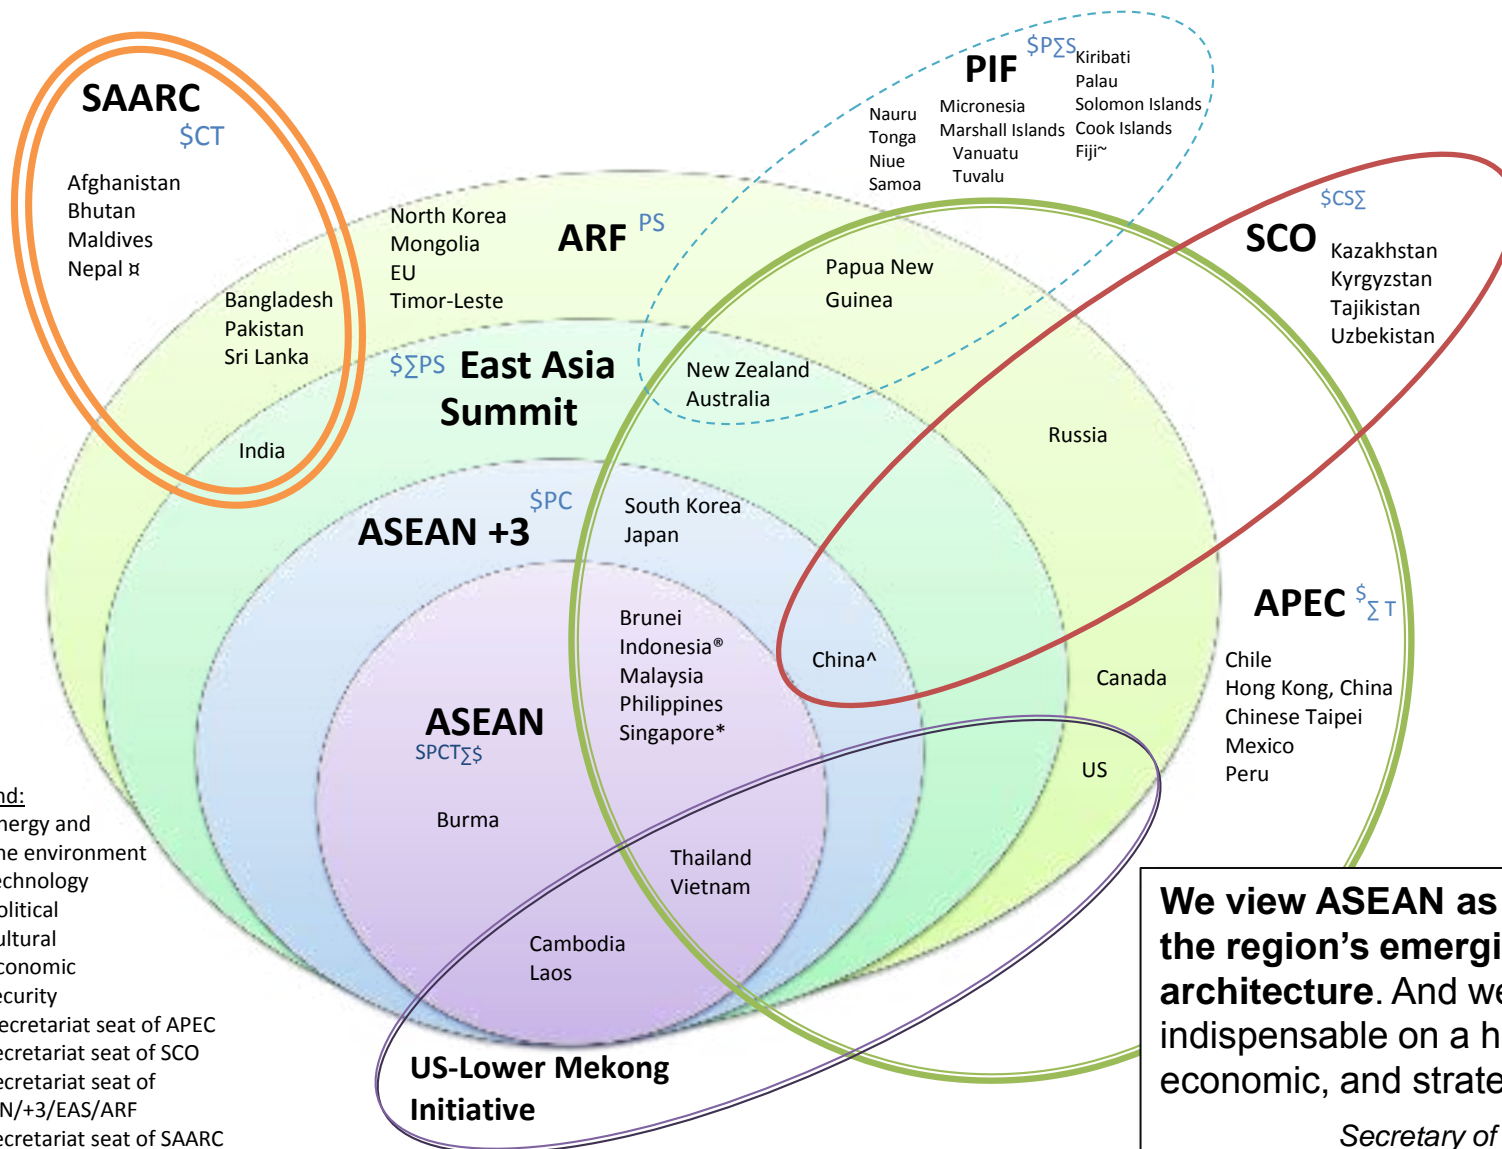 SAARC
$CT
Afghanistan
Bhutan
Maldives
Nepal ¤
Bangladesh
Pakistan
Sri Lanka
India
North Korea
Mongolia
EU
Timor-Leste
ARF PS
PIF $P∑S
Nauru
Tonga
Niue
Samoa
Micronesia
Marshall Islands
Vanuatu
Tuvalu
Kiribati
Palau
Solomon Islands
Cook Islands
Fiji~
Papua New
Guinea
SCO $CS∑
Kazakhstan
Kyrgyzstan
Tajikistan
Uzbekistan
$∑PS East Asia
Summit
New Zealand
Australia
Russia
ASEAN +3 $PC
South Korea
Japan
Brunei
Indonesia®
Malaysia
Philippines
Singapore*
China^
Canada
US
APEC $∑ T
Chile
Hong Kong, China
Chinese Taipei
Mexico
Peru
ASEAN
SPCT∑$
Burma
Thailand
Vietnam
Cambodia
Laos
US-Lower Mekong
Initiative
nd:
nergy and
he environment
echnology
olitical
ultural
conomic
ecurity
ecretariat seat of APEC
ecretariat seat of SCO
ecretariat seat of
N/+3/EAS/ARF
ecretariat seat of SAARC
We view ASEAN as
the region's emergi
architecture. And we
indispensable on a h
economic, and strate
Secretary of